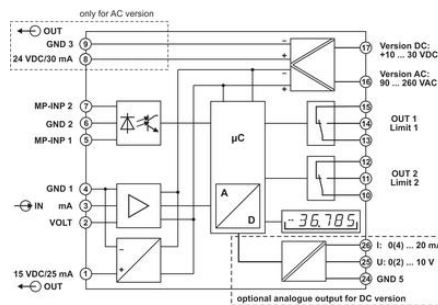 only for AC version
OUT
GND 3 9
24 VDC/30 mA 8
MP-INP 2 7
GND 2 6
MP-INP 1 5
GND 1 4
IN mA 3
VOLT 2
15 VDC/25 mA 1
OUT
− +
− +
− +
µC
A
D
- 36.785
17 Version DC:
+10 ... 30 VDC
16 Version AC:
90 ... 260 VAC
15
14 OUT 1
Limit 1
13
12
11 OUT 2
Limit 2
10
26 I: 0(4) ... 20 mA
25 U: 0(2) ... 10 V
24 GND 5
optional analogue output for DC version